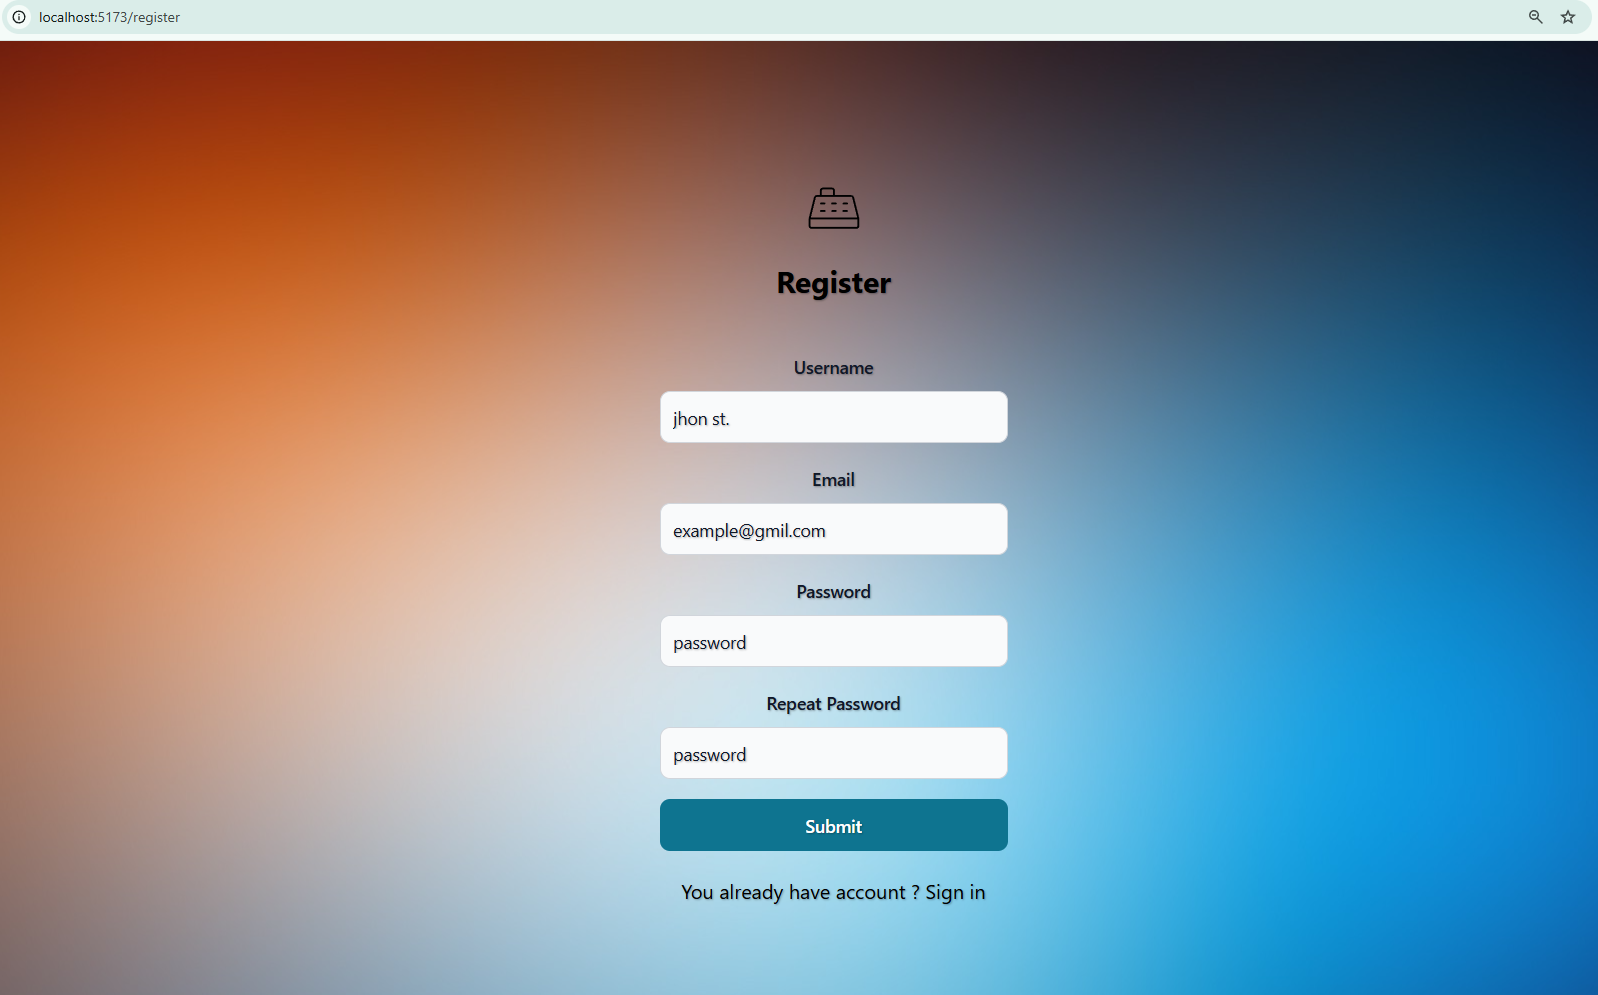 localhost:5173/register
Register
Username
jhon st.
Email
example@gmil.com
Password
password
Repeat Password
password
Submit
You already have account ? Sign in